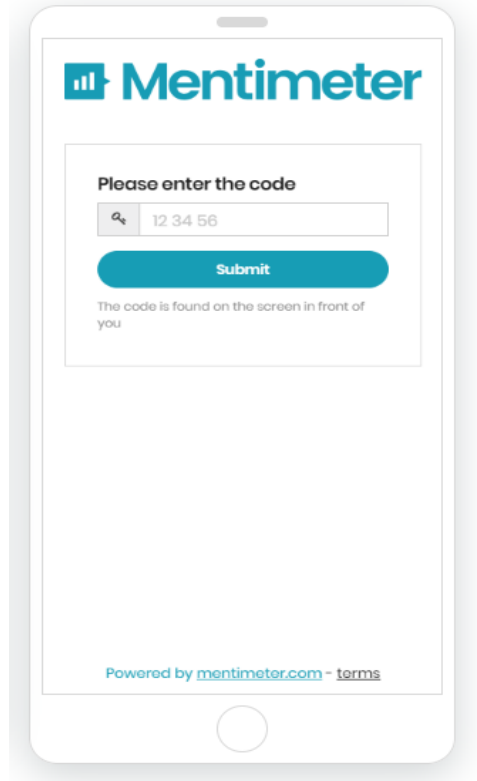 Mentimeter
Please enter the code
12 34 56
Submit
The code is found on the screen in front of
you
Powered by mentimeter.com - terms